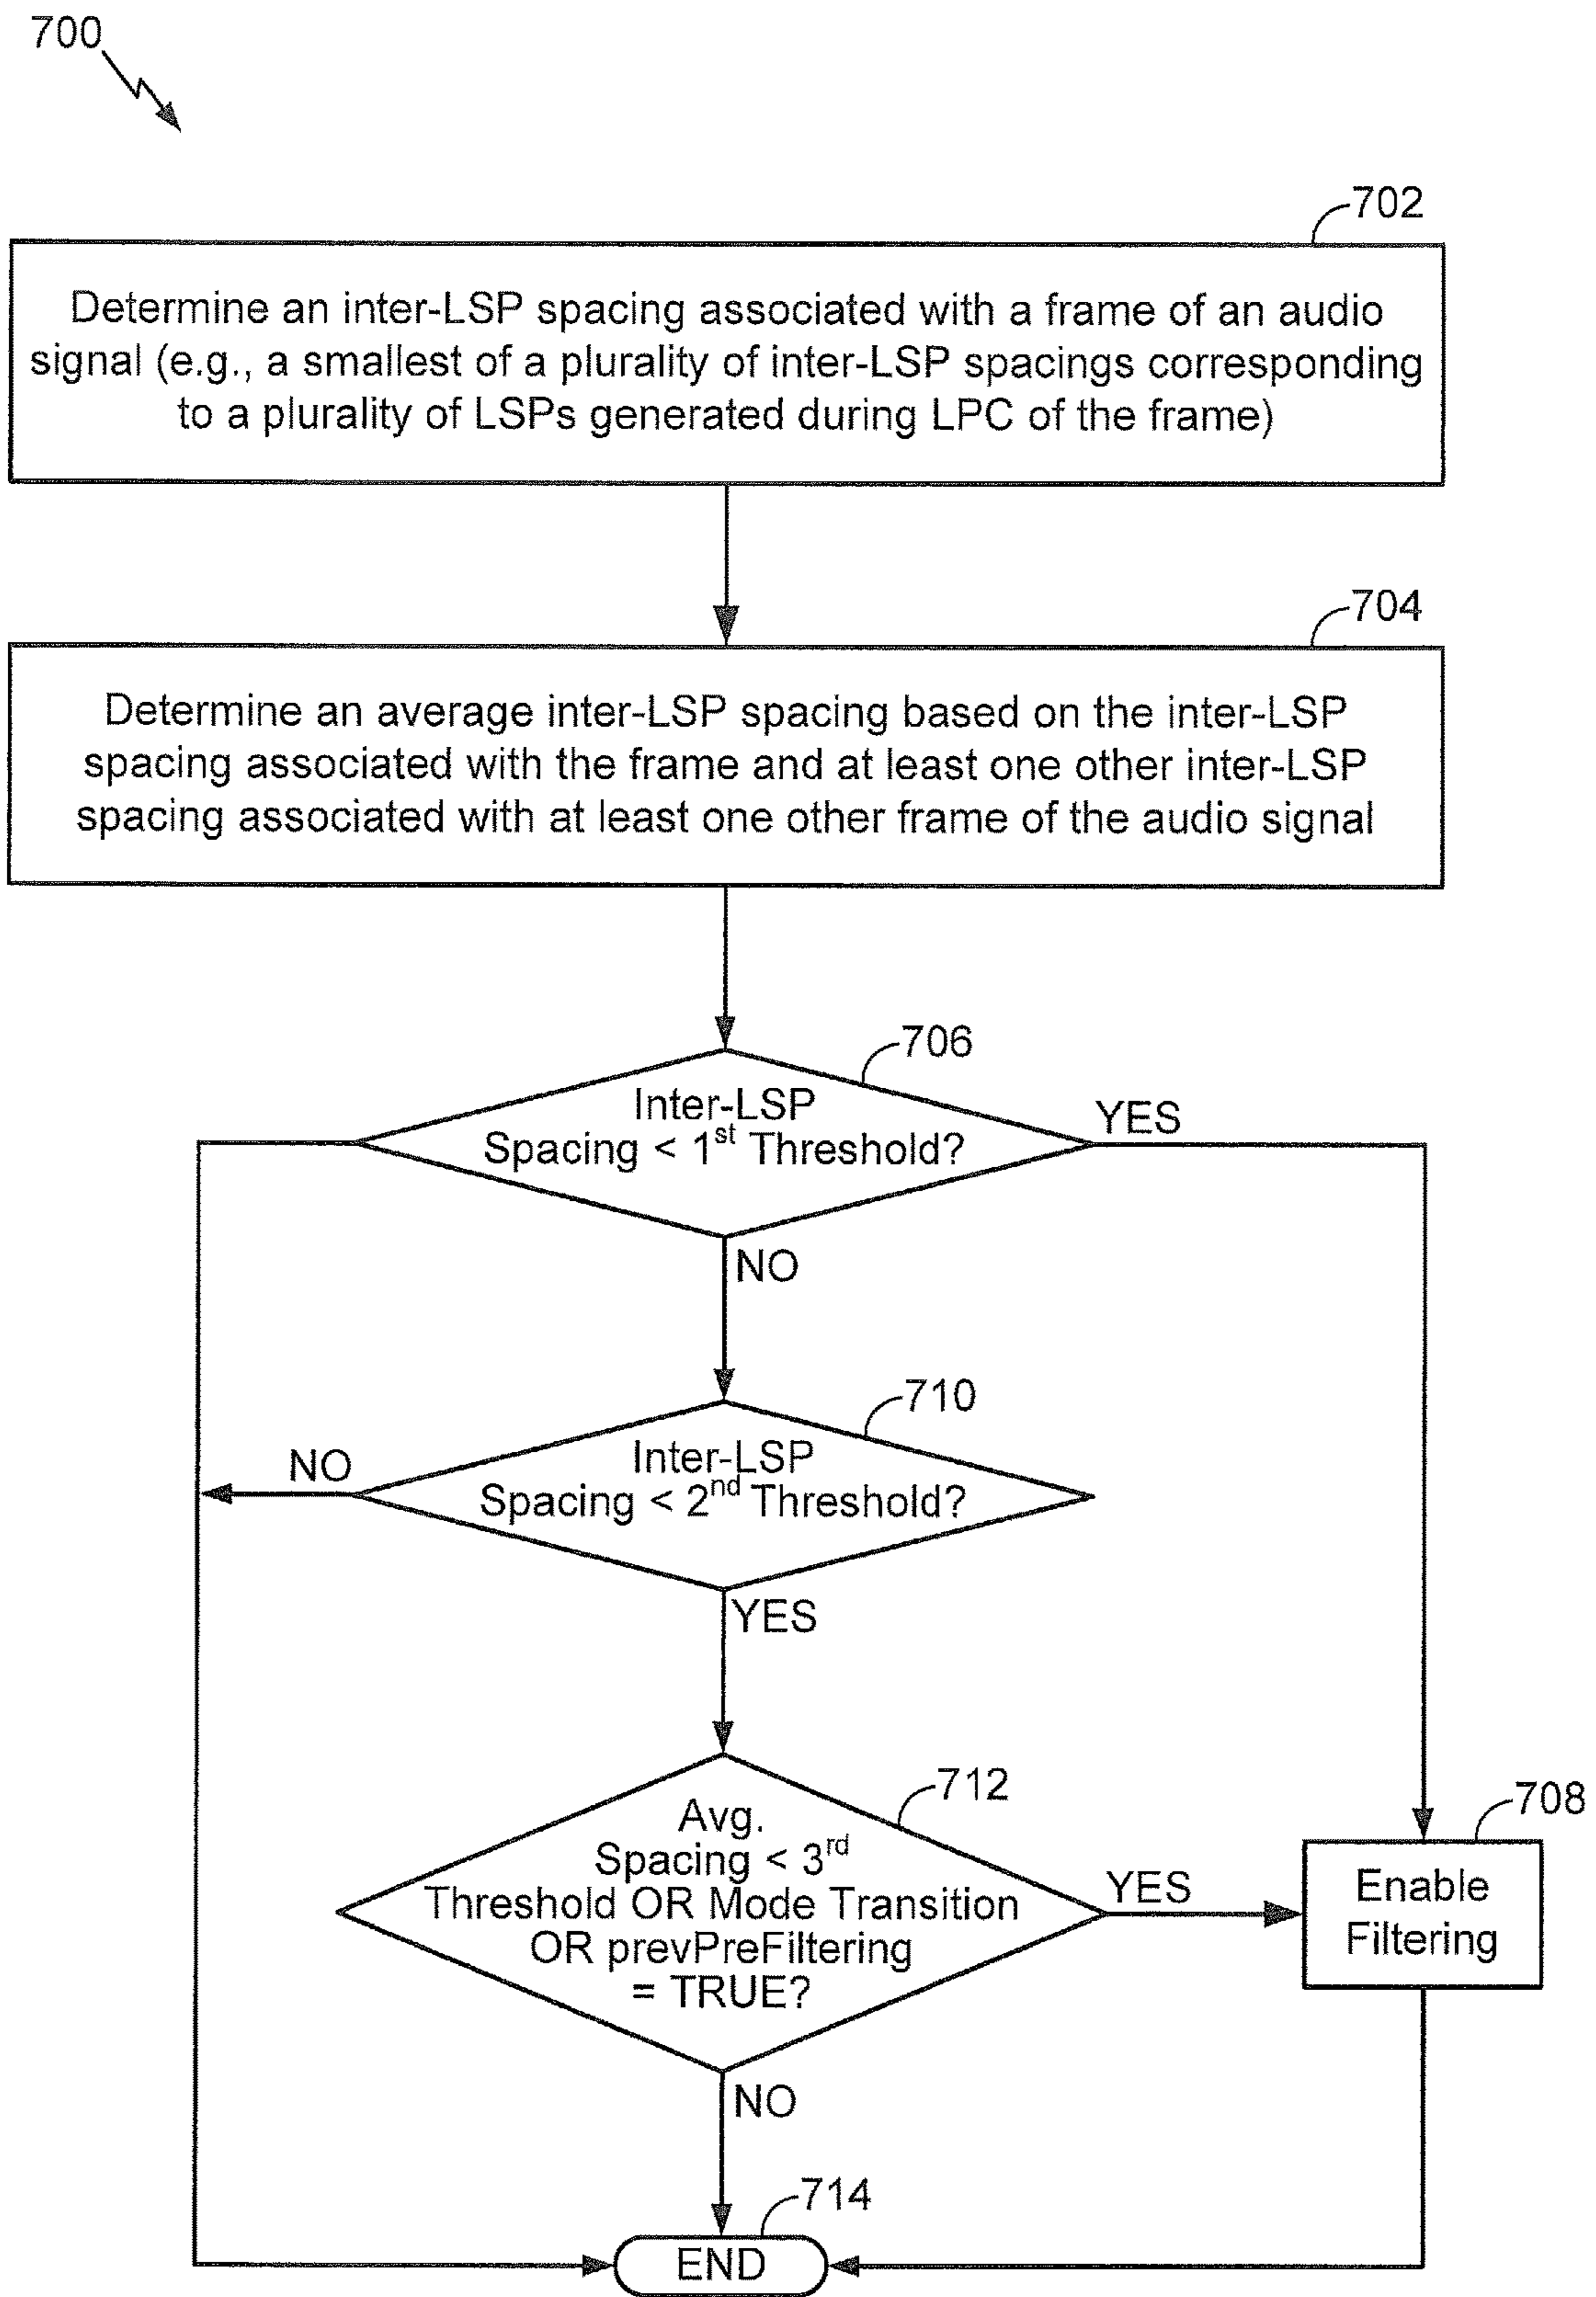 700
702
Determine an inter-LSP spacing associated with a frame of an audio
signal (e.g., a smallest of a plurality of inter-LSP spacings corresponding
to a plurality of LSPs generated during LPC of the frame)
704
Determine an average inter-LSP spacing based on the inter-LSP
spacing associated with the frame and at least one other inter-LSP
spacing associated with at least one other frame of the audio signal
706
Inter-LSP
Spacing < 1st Threshold?
YES
NO
710
Inter-LSP
Spacing < 2nd Threshold?
NO
YES
712
Avg.
Spacing < 3rd
Threshold OR Mode Transition
OR prevPreFiltering
= TRUE?
YES
708
Enable
Filtering
NO
714
END